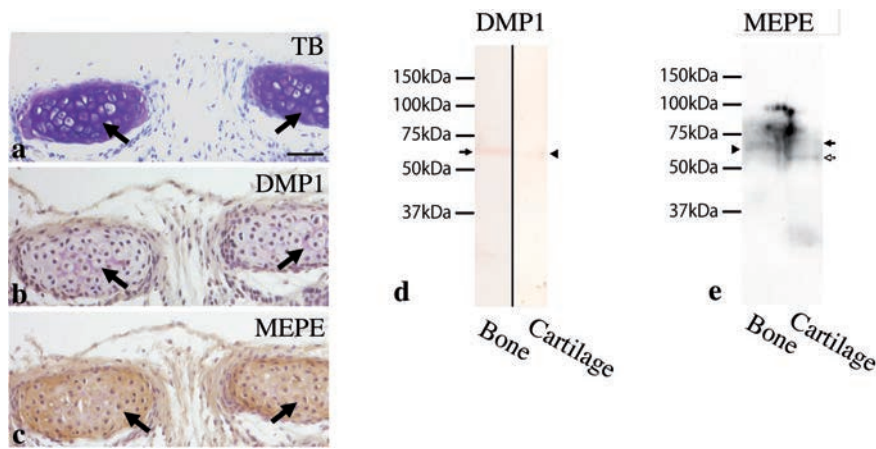 TB
a
DMP1
b
MEPE
c
DMP1
150kDa
100kDa
75kDa
50kDa
37kDa
d
Bone
Cartilage
MEPE
150kDa
100kDa
75kDa
50kDa
37kDa
e
Bone
Cartilage